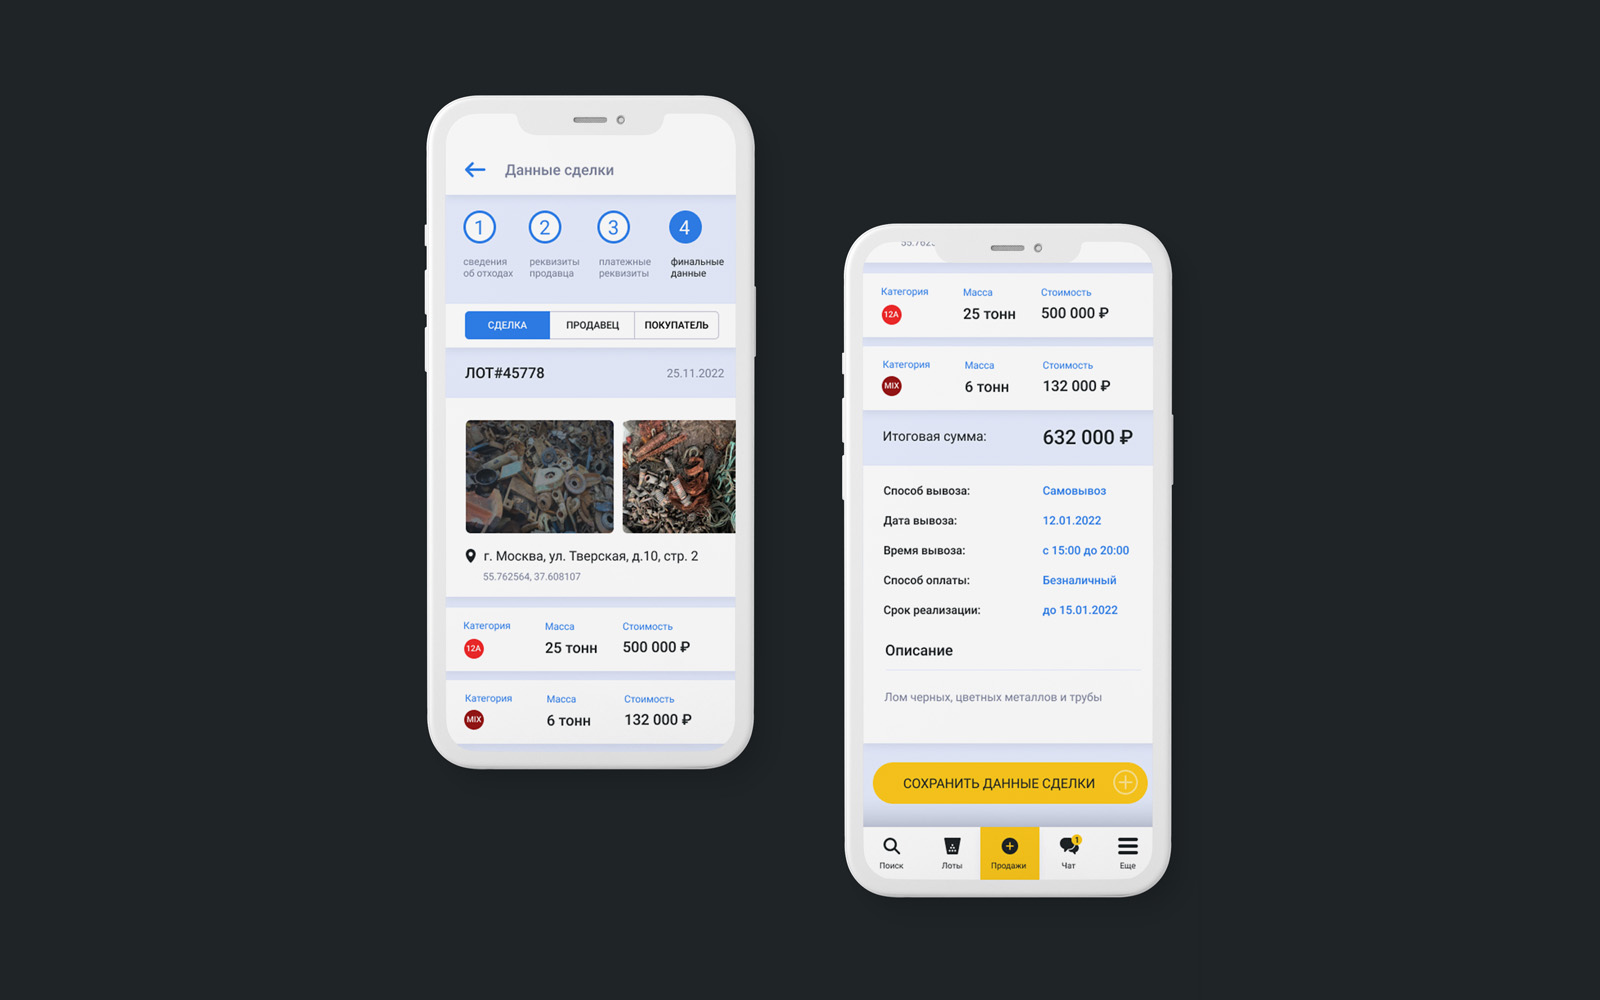 Данные сделки
1 2 3 4
сведения об отходах
реквизиты продавца
платежные реквизиты
финальные данные
СДЕЛКА ПРОДАВЕЦ ПОКУПАТЕЛЬ
ЛОТ#45778 25.11.2022
г. Москва, ул. Тверская, д.10, стр. 2
55.762564, 37.608107
Категория Масса Стоимость
12А 25 тонн 500 000 ₽
Категория Масса Стоимость
MIX 6 тонн 132 000 ₽
Категория Масса Стоимость
12А 25 тонн 500 000 ₽
Категория Масса Стоимость
MIX 6 тонн 132 000 ₽
Итоговая сумма: 632 000 ₽
Способ вывоза: Самовывоз
Дата вывоза: 12.01.2022
Время вывоза: с 15:00 до 20:00
Способ оплаты: Безналичный
Срок реализации: до 15.01.2022
Описание
Лом черных, цветных металлов и трубы
СОХРАНИТЬ ДАННЫЕ СДЕЛКИ
1
Поиск Лоты Продажи Чат Еще